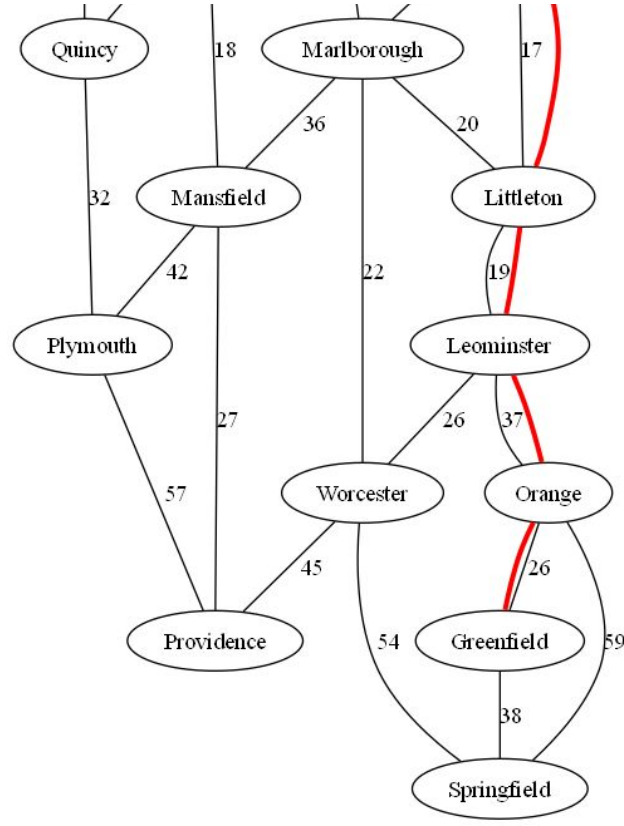 Quincy
18
Marlborough
17
36
20
32
Mansfield
Littleton
42
22
19
Plymouth
Leominster
27
26
37
57
Worcester
Orange
45
26
Providence
54
Greenfield
59
38
Springfield